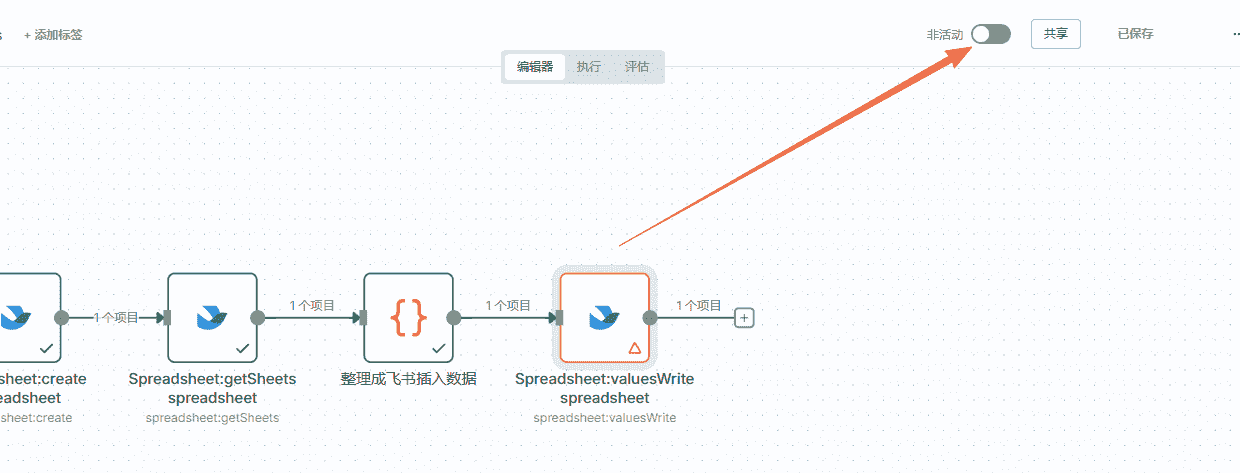 + 添加标签
非活动
共享
已保存
编辑器
执行
评估
1个项目
1个项目
1个项目
1个项目
sheet:create
eadsheet
sheet:create
Spreadsheet:getSheets
spreadsheet
spreadsheet:getSheets
{}
整理成飞书插入数据
Spreadsheet:valuesWrite
spreadsheet
spreadsheet:valuesWrite